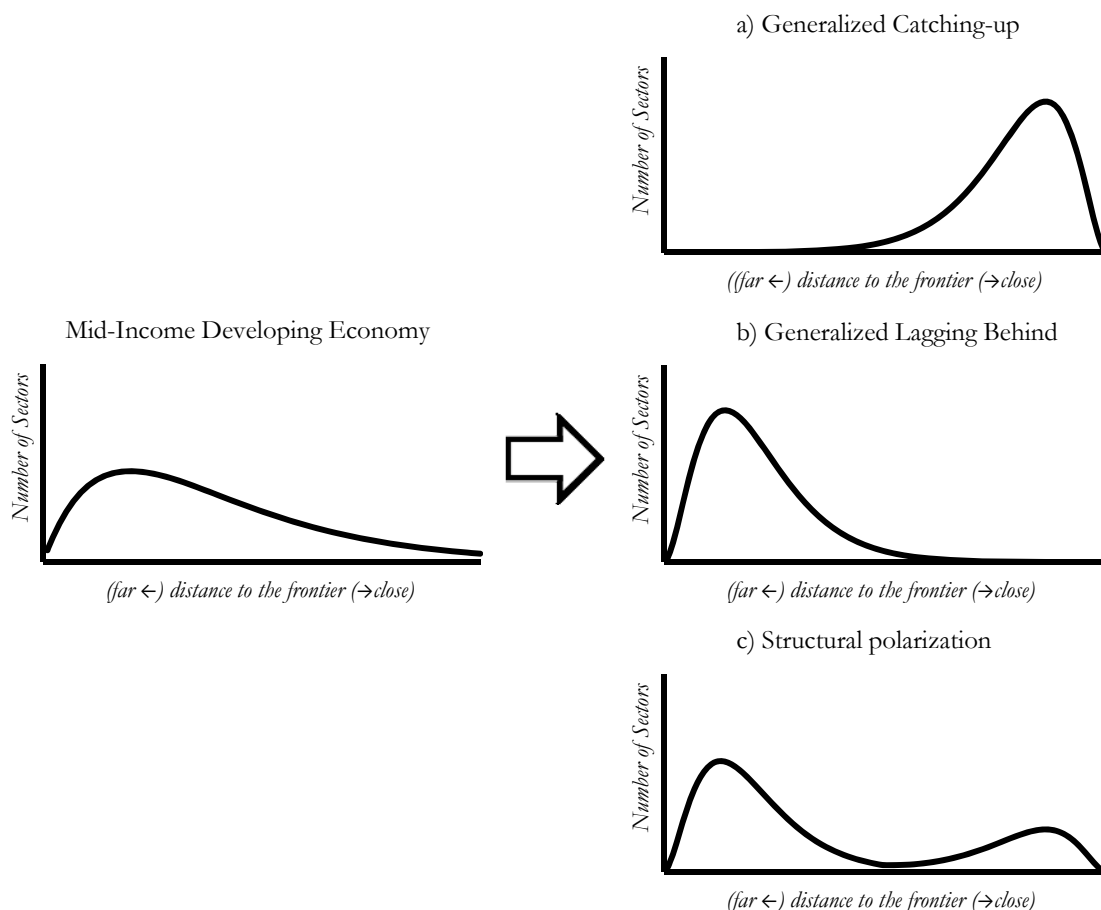 a) Generalized Catching-up
Number of Sectors
((far ←) distance to the frontier (→close)
Mid-Income Developing Economy
Number of Sectors
(far ←) distance to the frontier (→close)
b) Generalized Lagging Behind
Number of Sectors
(far ←) distance to the frontier (→close)
c) Structural polarization
Number of Sectors
(far ←) distance to the frontier (→close)